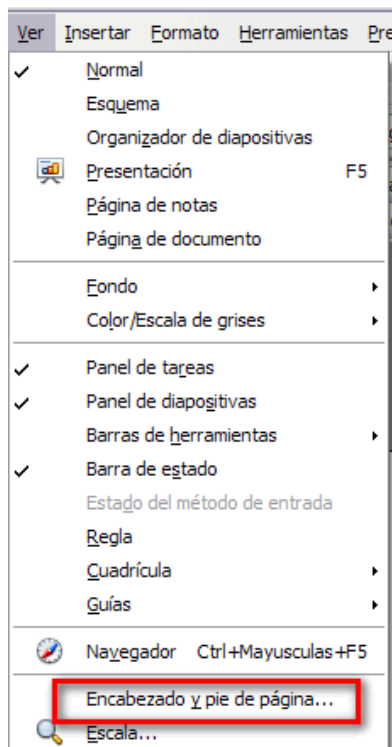 Ver Insertar Formato Herramientas Pre
Normal
Esquema
Organizador de diapositivas
Presentación F5
Página de notas
Página de documento
Fondo
Color/Escala de grises
Panel de tareas
Panel de diapositivas
Barras de herramientas
Barra de estado
Estado del método de entrada
Regla
Cuadrícula
Guías
Navegador Ctrl+Mayusculas+F5
Encabezado y pie de página...
Escala...